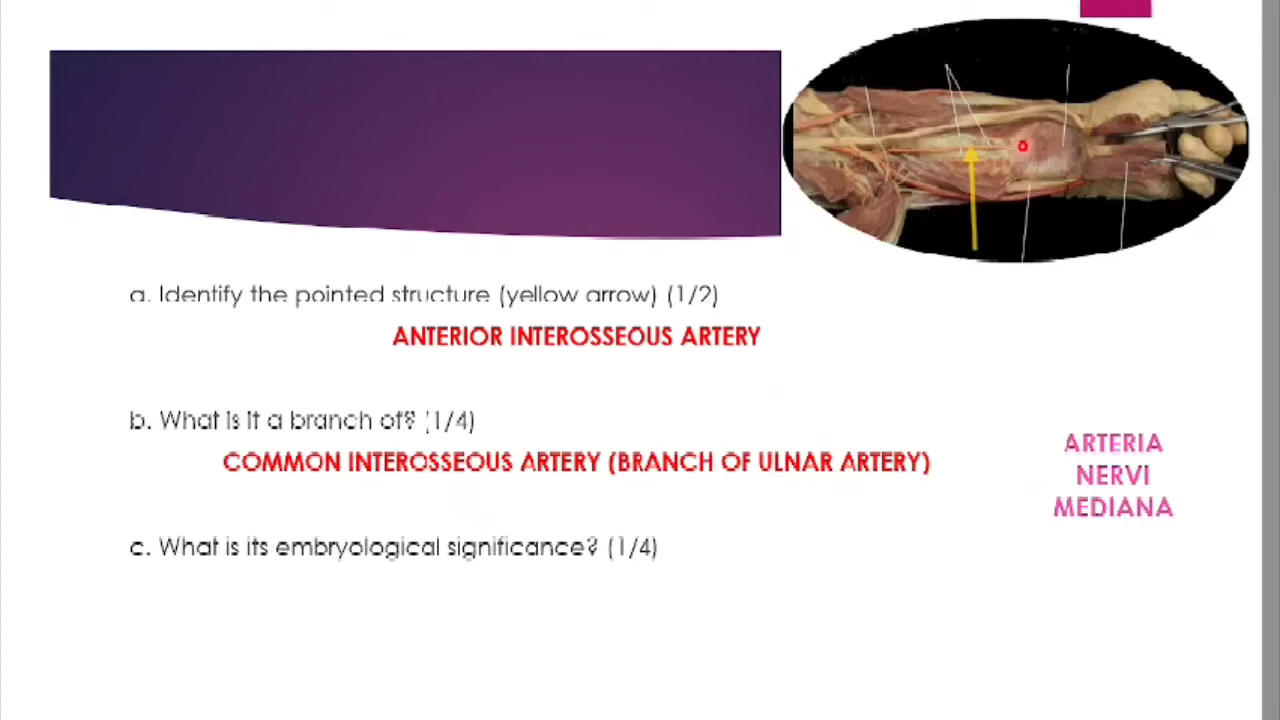 a. Identify the pointed structure (yellow arrow) (1/2)
ANTERIOR INTEROSSEOUS ARTERY
b. What is it a branch of? (1/4)
COMMON INTEROSSEOUS ARTERY (BRANCH OF ULNAR ARTERY)
ARTERIA
NERVI
MEDIANA
c. What is its embryological significance? (1/4)